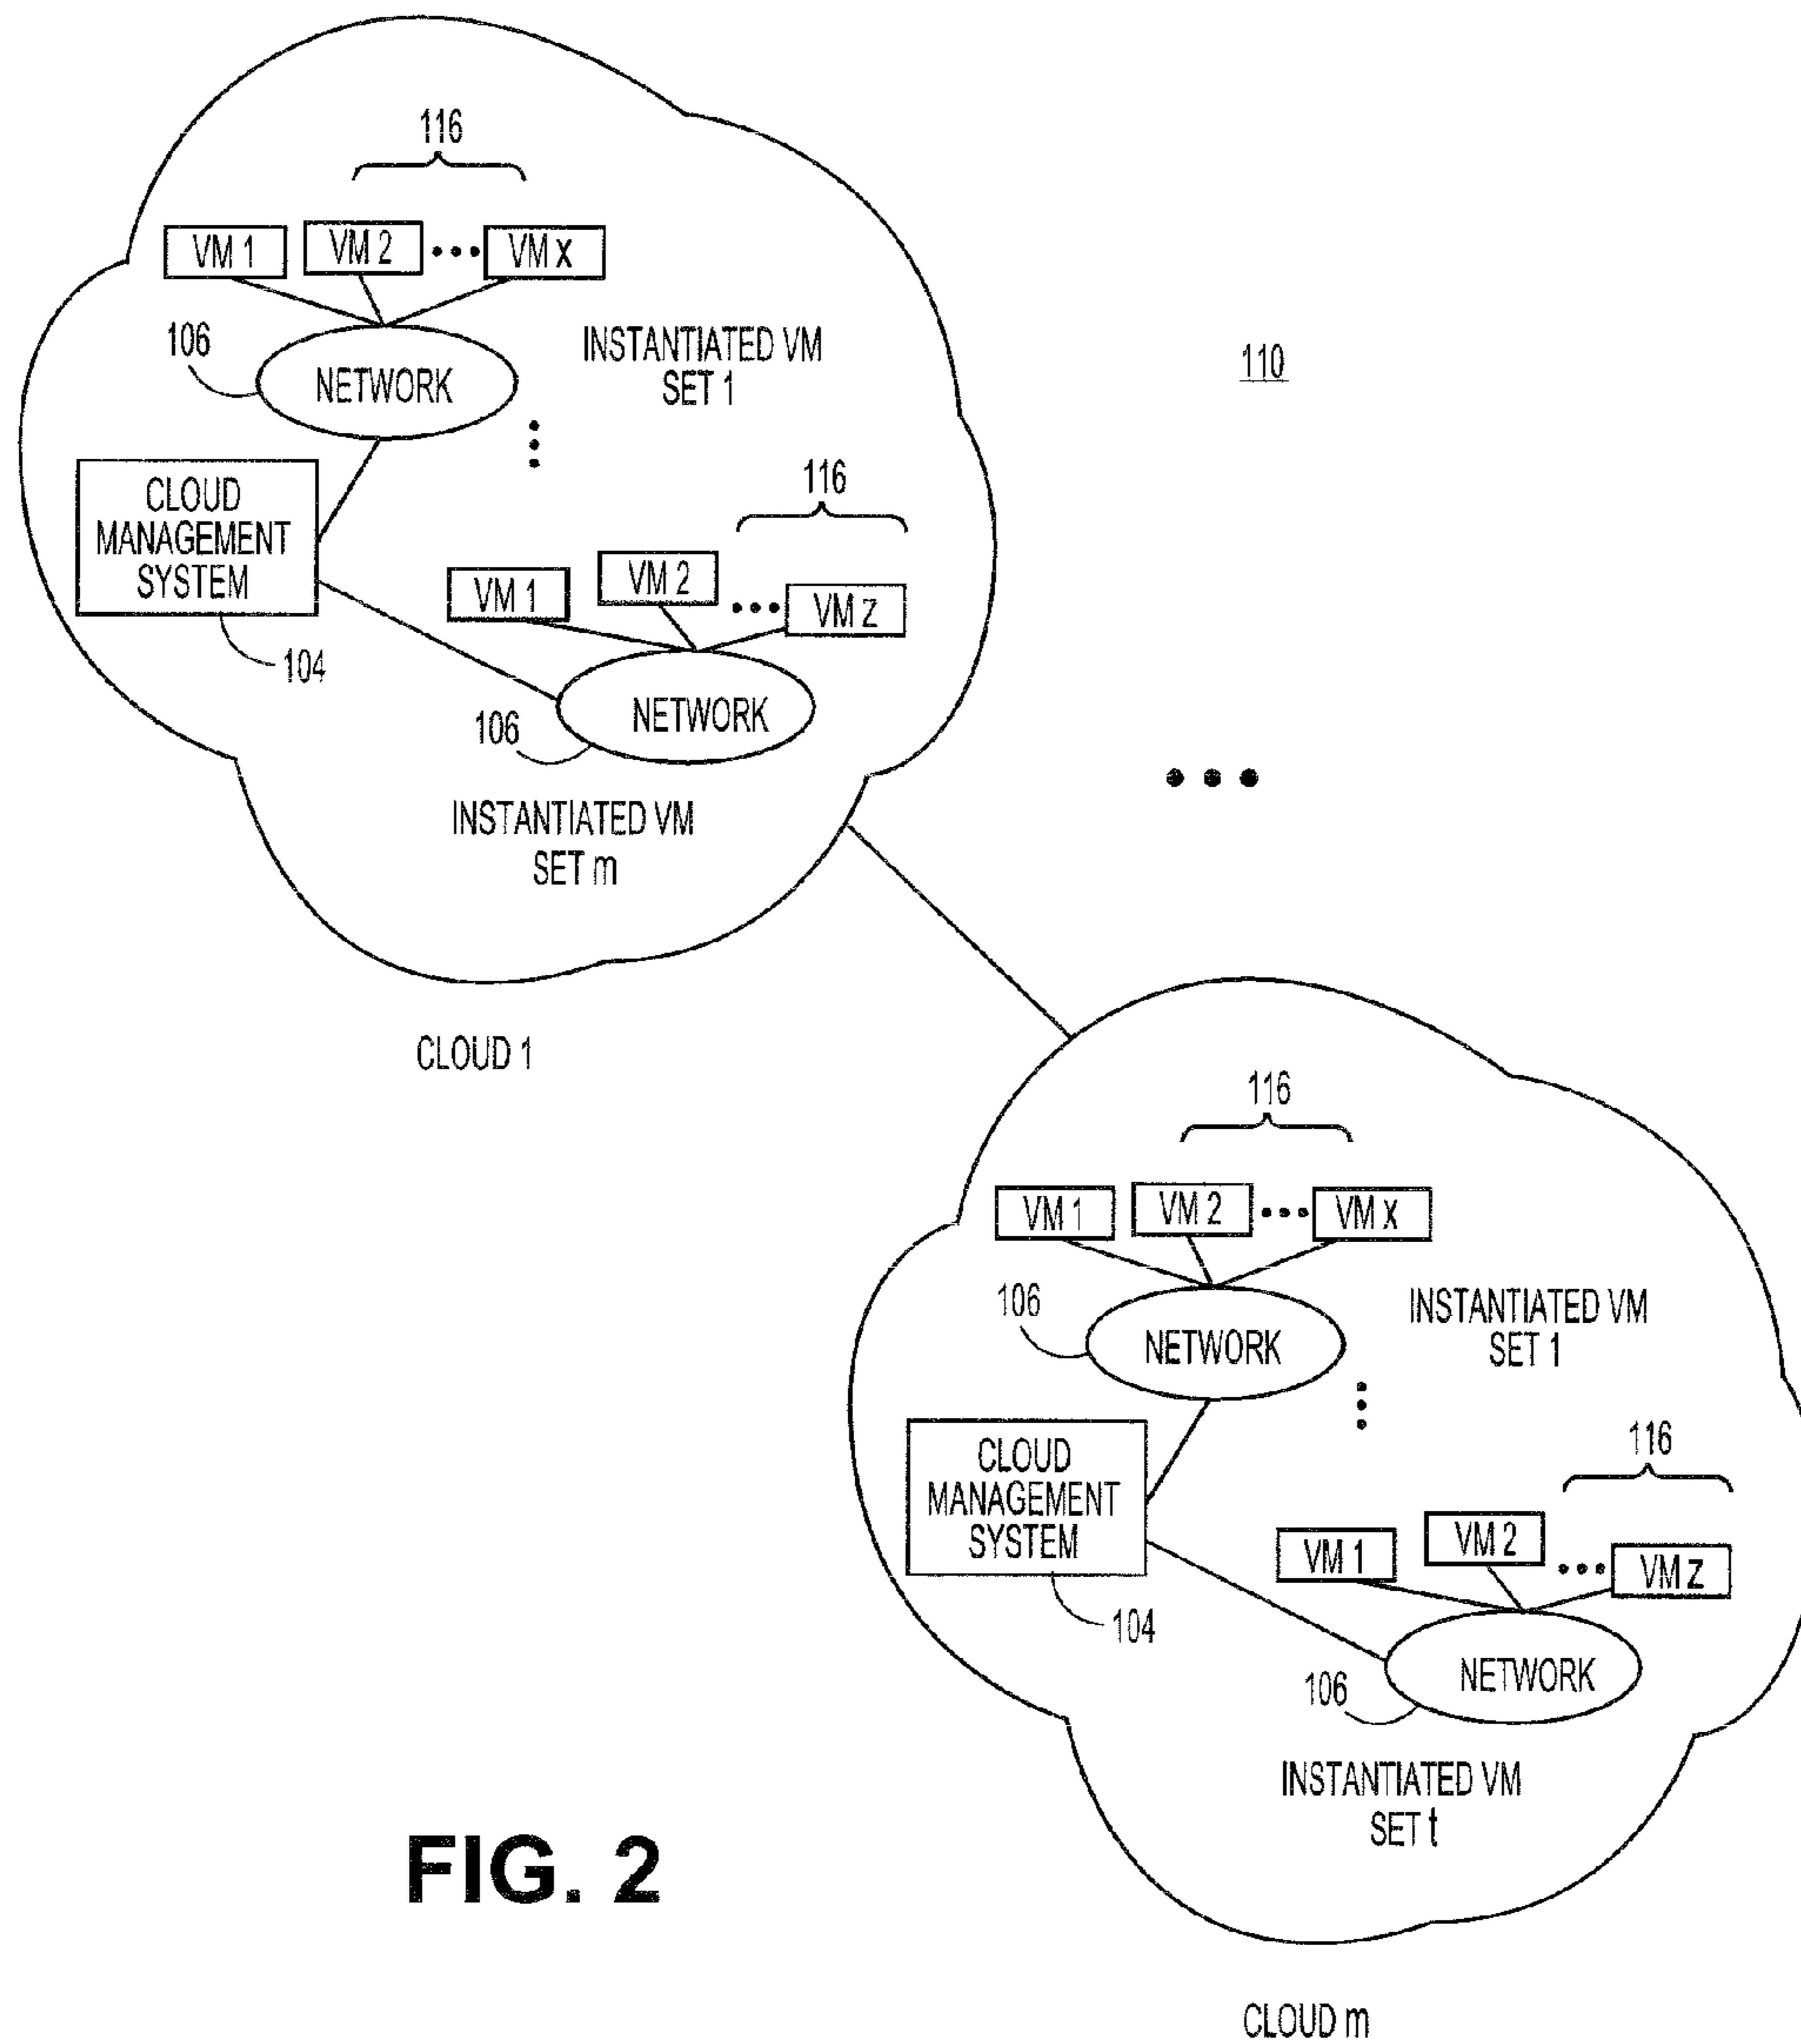 116
VM 1
VM 2
VM X
106
NETWORK
INSTANTIATED VM
SET 1
110
CLOUD
MANAGEMENT
SYSTEM
104
116
VM 1
VM 2
VM Z
106
NETWORK
INSTANTIATED VM
SET m
CLOUD 1
116
VM 1
VM 2
VM X
106
NETWORK
INSTANTIATED VM
SET 1
CLOUD
MANAGEMENT
SYSTEM
104
116
VM 1
VM 2
VM Z
106
NETWORK
INSTANTIATED VM
SET t
FIG. 2
CLOUD m